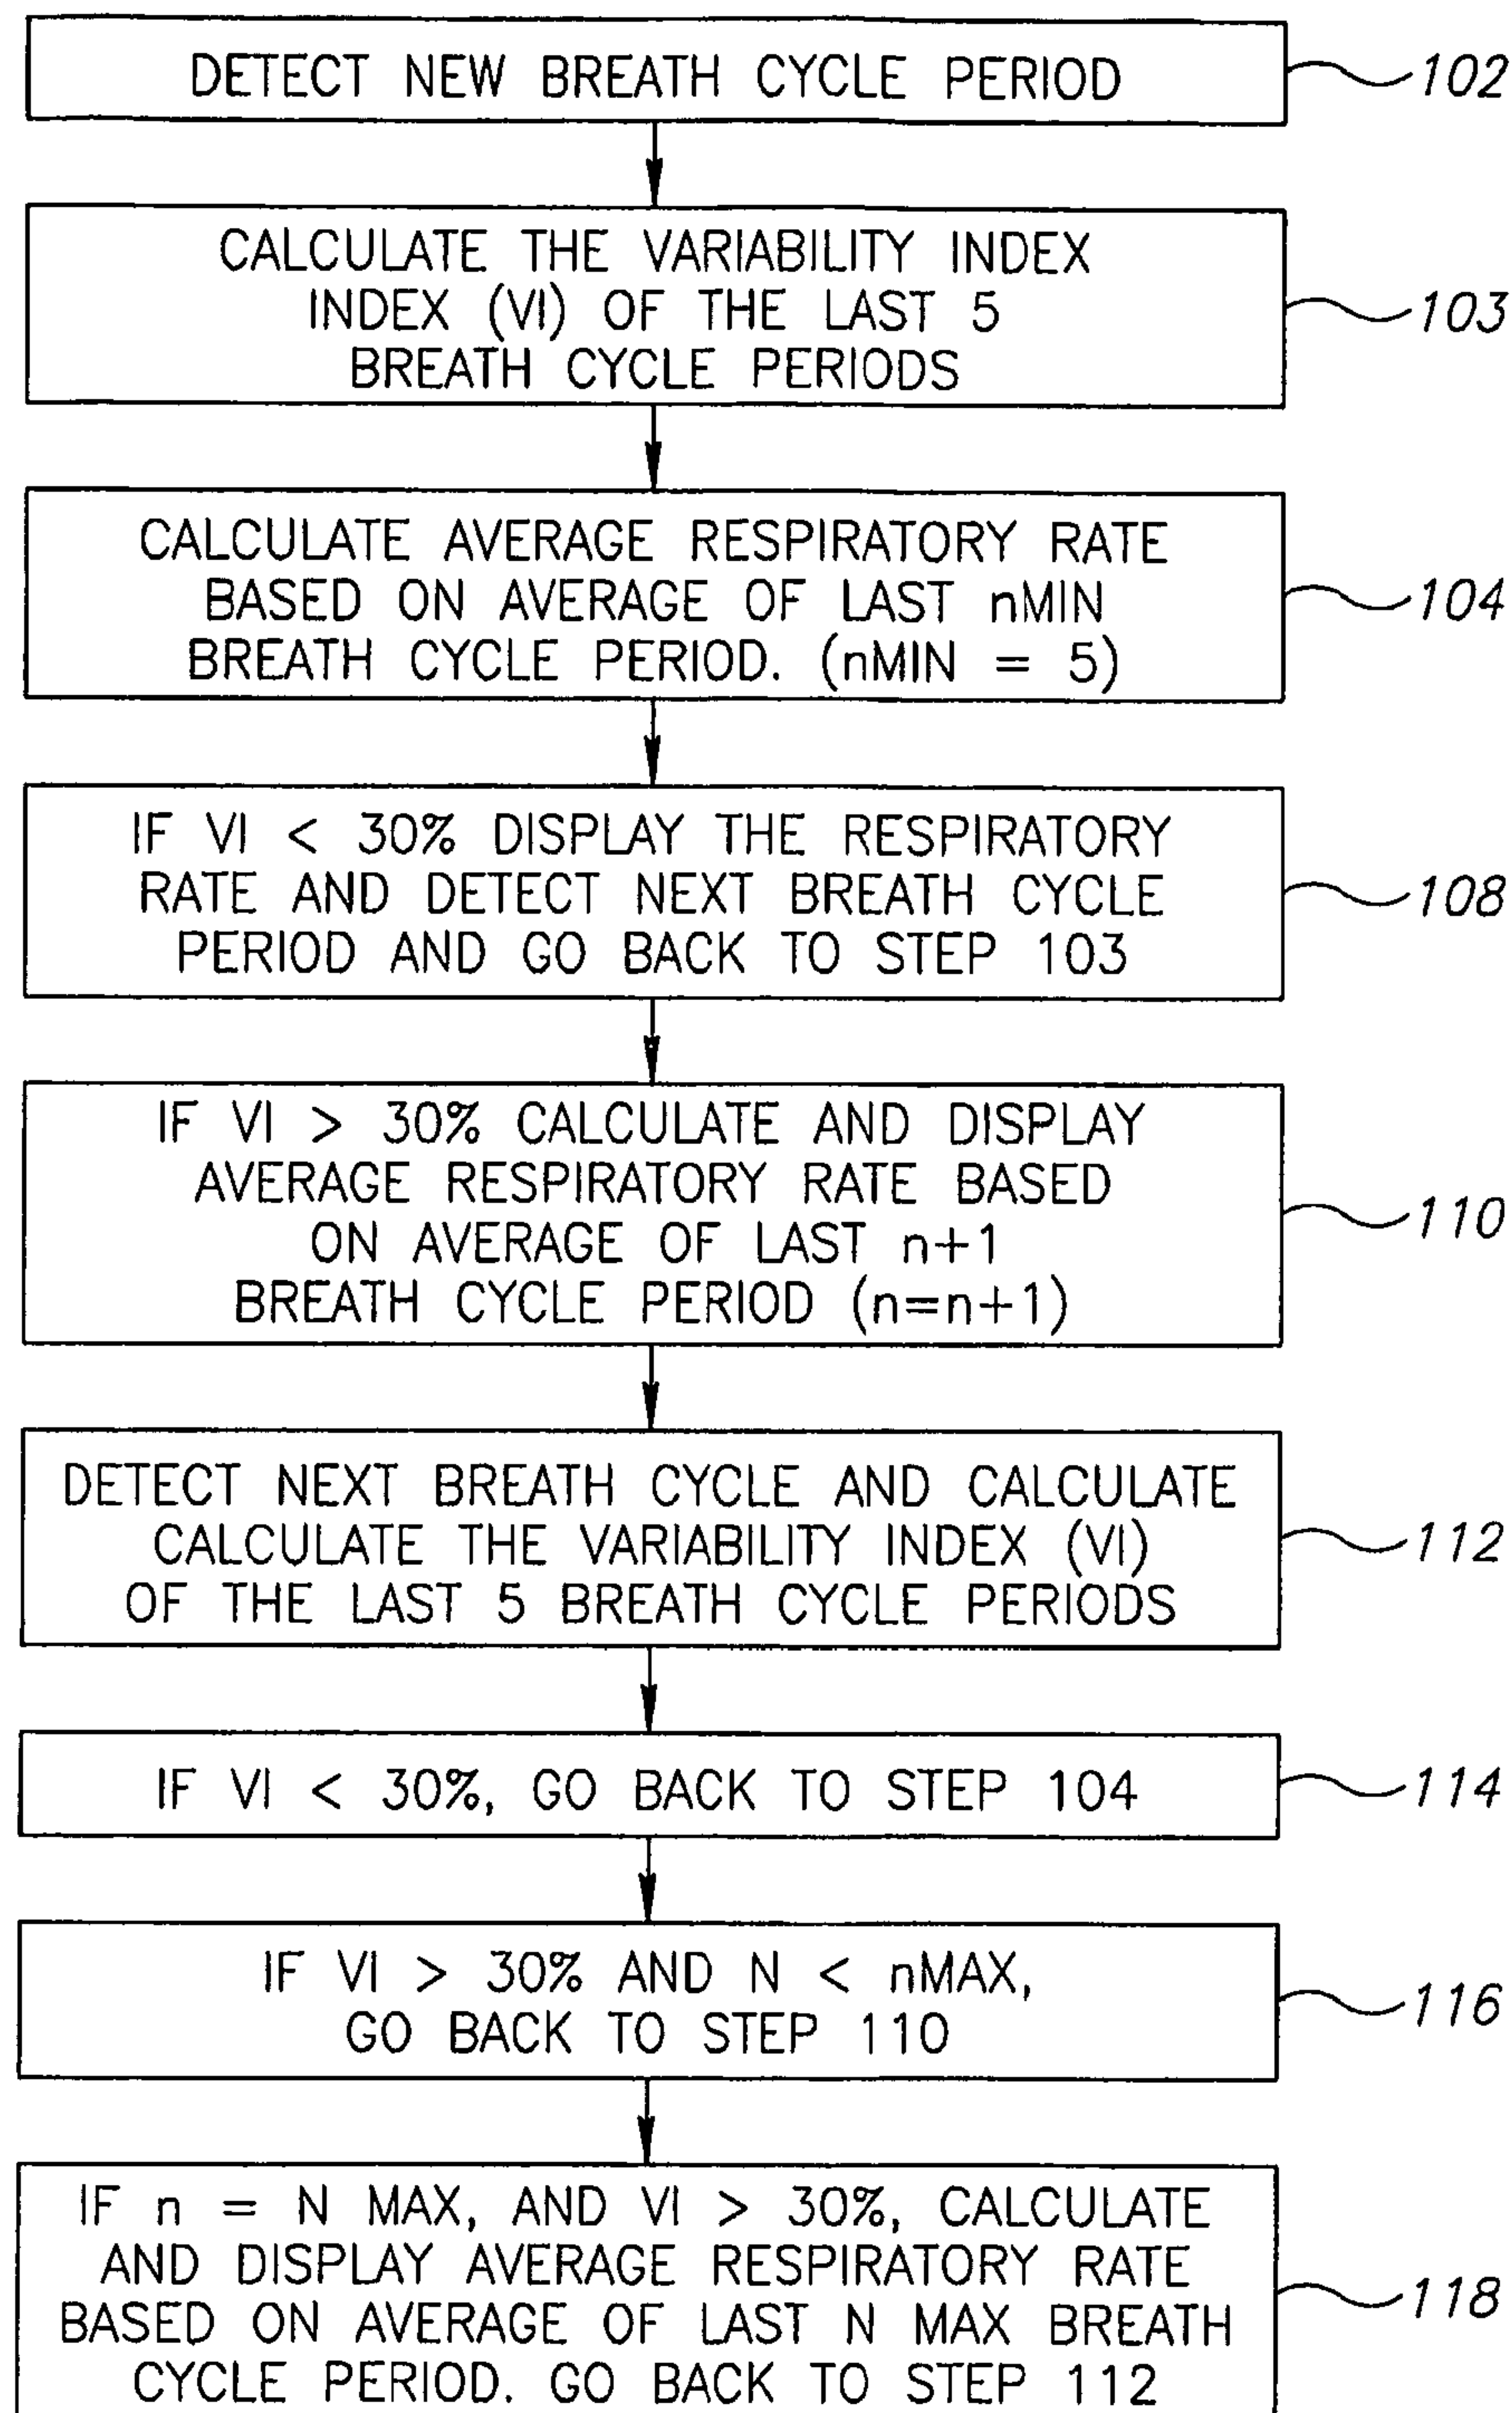 DETECT NEW BREATH CYCLE PERIOD
102
CALCULATE THE VARIABILITY INDEX
INDEX (VI) OF THE LAST 5
BREATH CYCLE PERIODS
103
CALCULATE AVERAGE RESPIRATORY RATE
BASED ON AVERAGE OF LAST nMIN
BREATH CYCLE PERIOD. (nMIN = 5)
104
IF VI < 30% DISPLAY THE RESPIRATORY
RATE AND DETECT NEXT BREATH CYCLE
PERIOD AND GO BACK TO STEP 103
108
IF VI > 30% CALCULATE AND DISPLAY
AVERAGE RESPIRATORY RATE BASED
ON AVERAGE OF LAST n+1
BREATH CYCLE PERIOD (n=n+1)
110
DETECT NEXT BREATH CYCLE AND CALCULATE
CALCULATE THE VARIABILITY INDEX (VI)
OF THE LAST 5 BREATH CYCLE PERIODS
112
IF VI < 30%, GO BACK TO STEP 104
114
IF VI > 30% AND N < nMAX,
GO BACK TO STEP 110
116
IF n = N MAX, AND VI > 30%, CALCULATE
AND DISPLAY AVERAGE RESPIRATORY RATE
BASED ON AVERAGE OF LAST N MAX BREATH
CYCLE PERIOD. GO BACK TO STEP 112
118